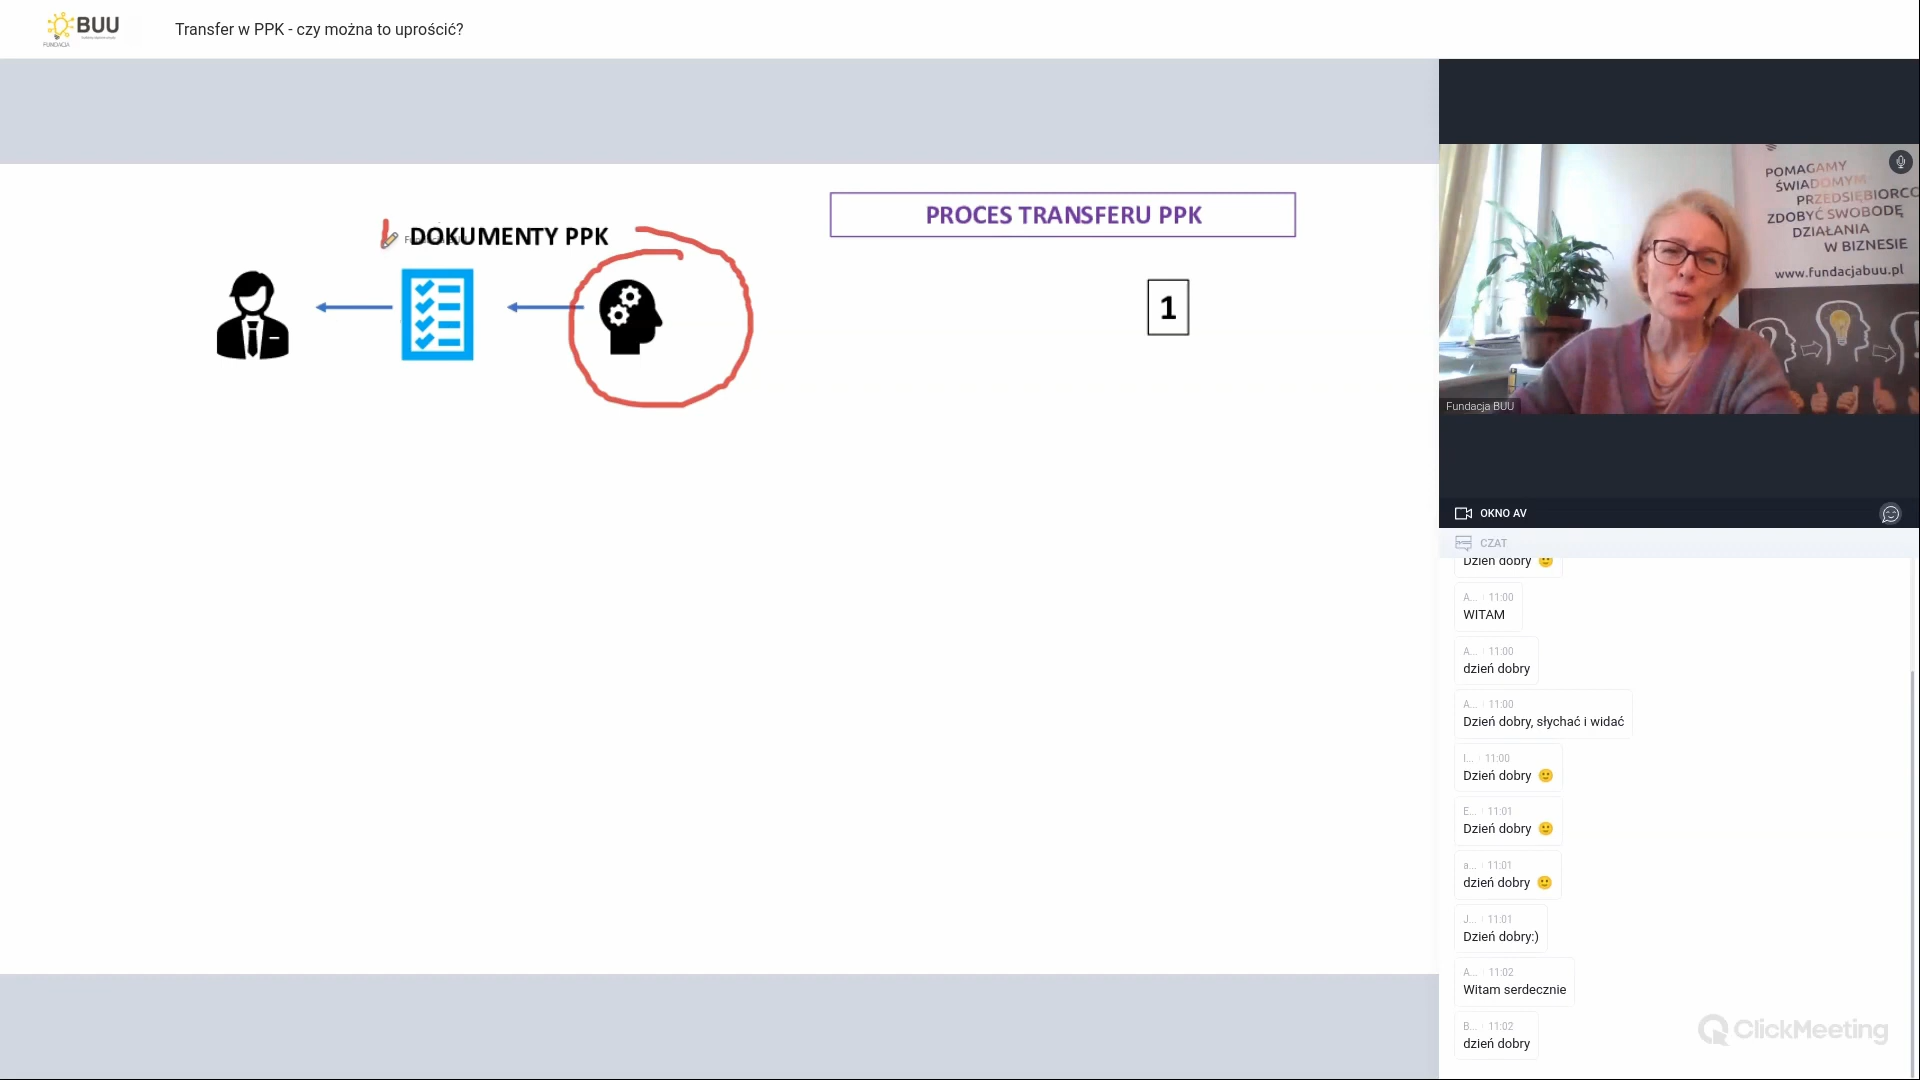 BUU
FUNDACJA
Transfer w PPK - czy można to uprościć?
PROCES TRANSFERU PPK
DOKUMENTY PPK
1
POMAGAMY
ŚWIADOMYM
PRZEDSIĘBIORCO
ZDOBYĆ SWOBODĘ
DZIAŁANIA
W BIZNESIE
www.fundacjabuu.pl
Fundacja BUU
OKNO AV
CZAT
Dzień dobry 🙂
A... 11:00
WITAM
A... 11:00
dzień dobry
A... 11:00
Dzień dobry, słychać i widać
I... 11:00
Dzień dobry 🙂
E... 11:01
Dzień dobry 🙂
a... 11:01
dzień dobry 🙂
J... 11:01
Dzień dobry:)
A... 11:02
Witam serdecznie
B... 11:02
dzień dobry
ClickMeeting